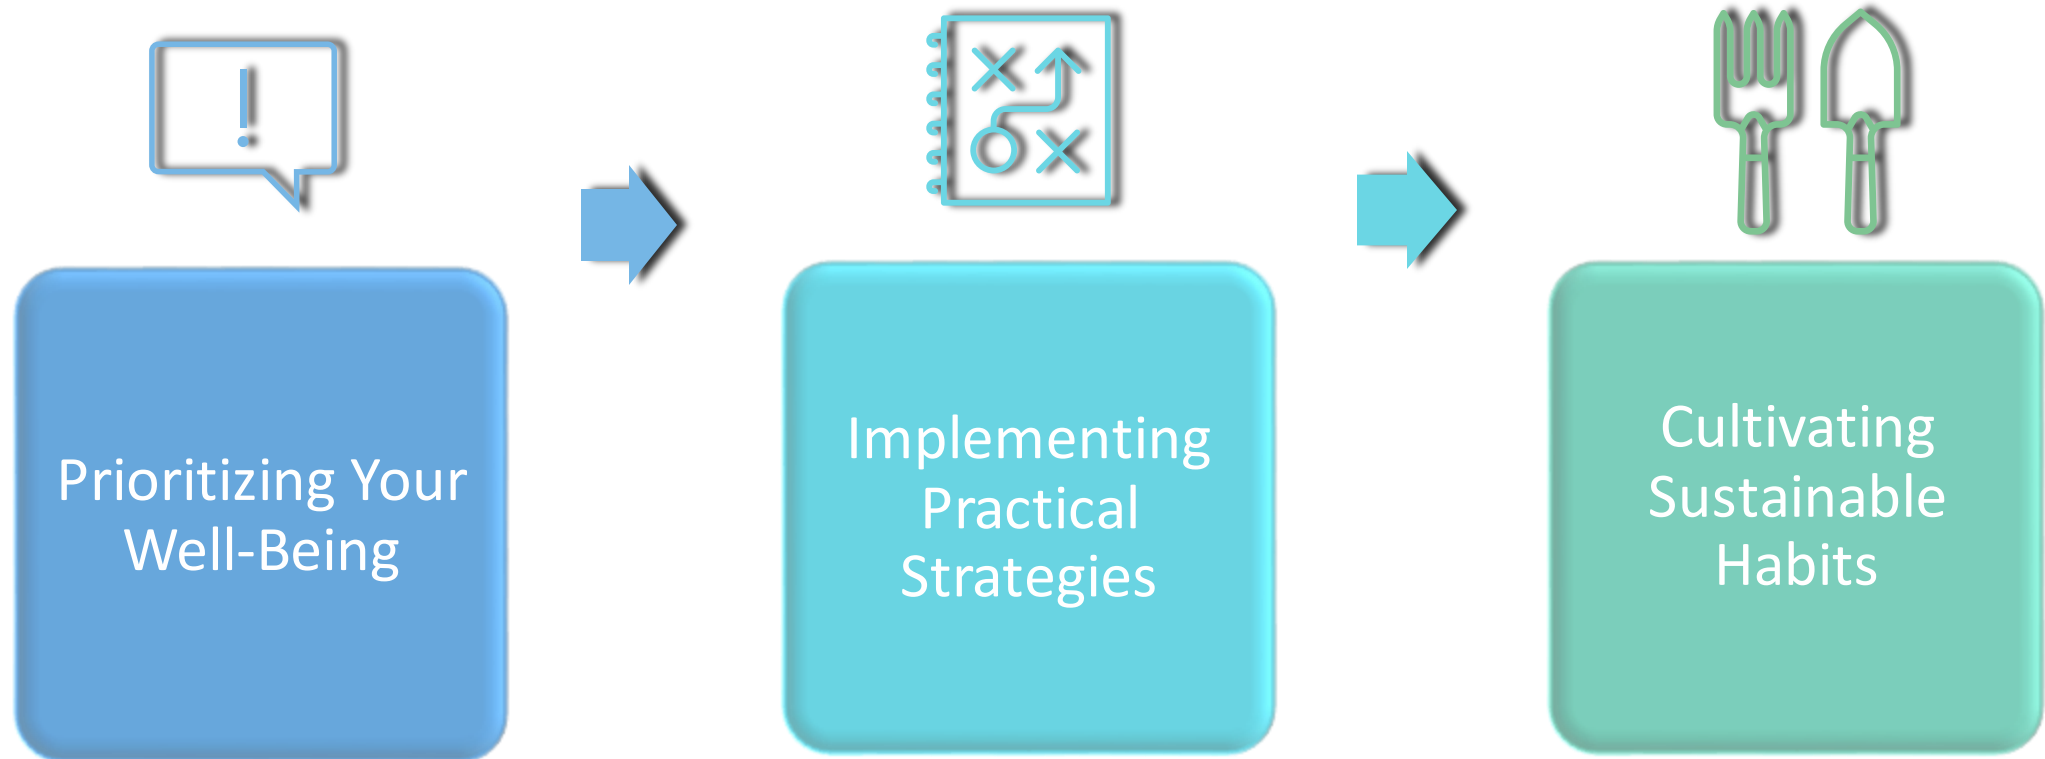 Prioritizing Your
Well-Being
Implementing
Practical
Strategies
Cultivating
Sustainable
Habits